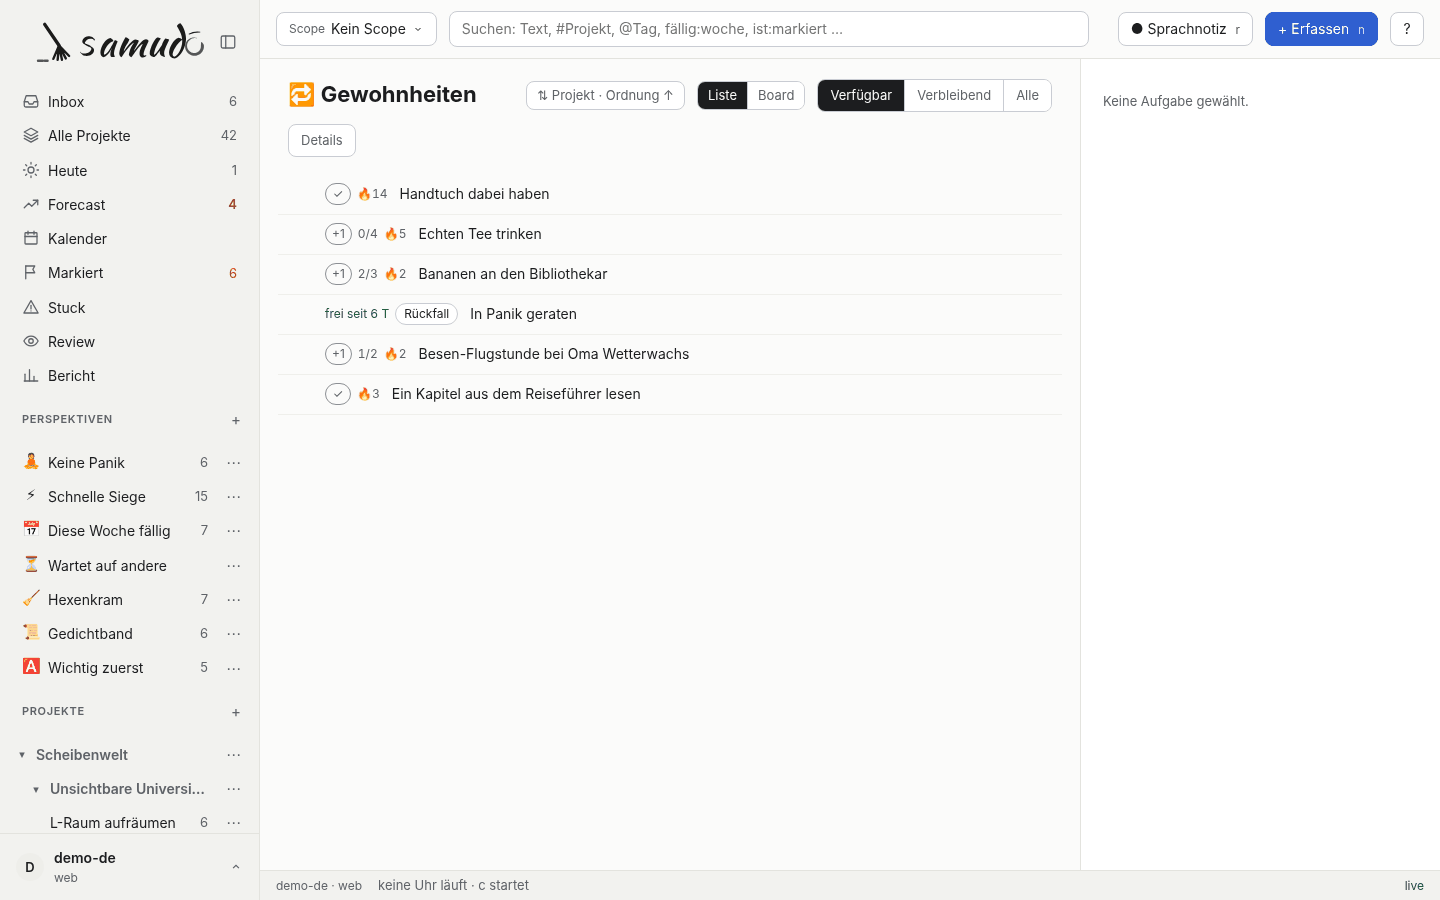 samudō
Inbox 6
Alle Projekte 42
Heute 1
Forecast 4
Kalender
Markiert 6
Stuck
Review
Bericht
PERSPEKTIVEN +
Keine Panik 6 ...
Schnelle Siege 15 ...
Diese Woche fällig 7 ...
Wartet auf andere ...
Hexenkram 7 ...
Gedichtband 6 ...
Wichtig zuerst 5 ...
PROJEKTE +
Scheibenwelt ...
Unsichtbare Universi... ...
L-Raum aufräumen 6 ...
D demo-de
web
Scope Kein Scope
Suchen: Text, #Projekt, @Tag, fällig:woche, ist:markiert ...
Sprachnotiz r
+ Erfassen n
?
Gewohnheiten
⇅ Projekt · Ordnung ↑
Liste Board
Verfügbar Verbleibend Alle
Details
✓ 🔥14 Handtuch dabei haben
+1 0/4 🔥5 Echten Tee trinken
+1 2/3 🔥2 Bananen an den Bibliothekar
frei seit 6 T Rückfall In Panik geraten
+1 1/2 🔥2 Besen-Flugstunde bei Oma Wetterwachs
✓ 🔥3 Ein Kapitel aus dem Reiseführer lesen
Keine Aufgabe gewählt.
demo-de · web keine Uhr läuft · c startet
live